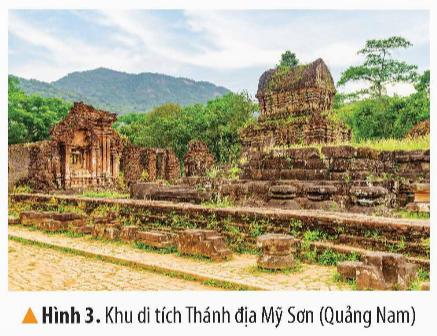 Hình 3. Khu di tích Thánh địa Mỹ Sơn (Quảng Nam)